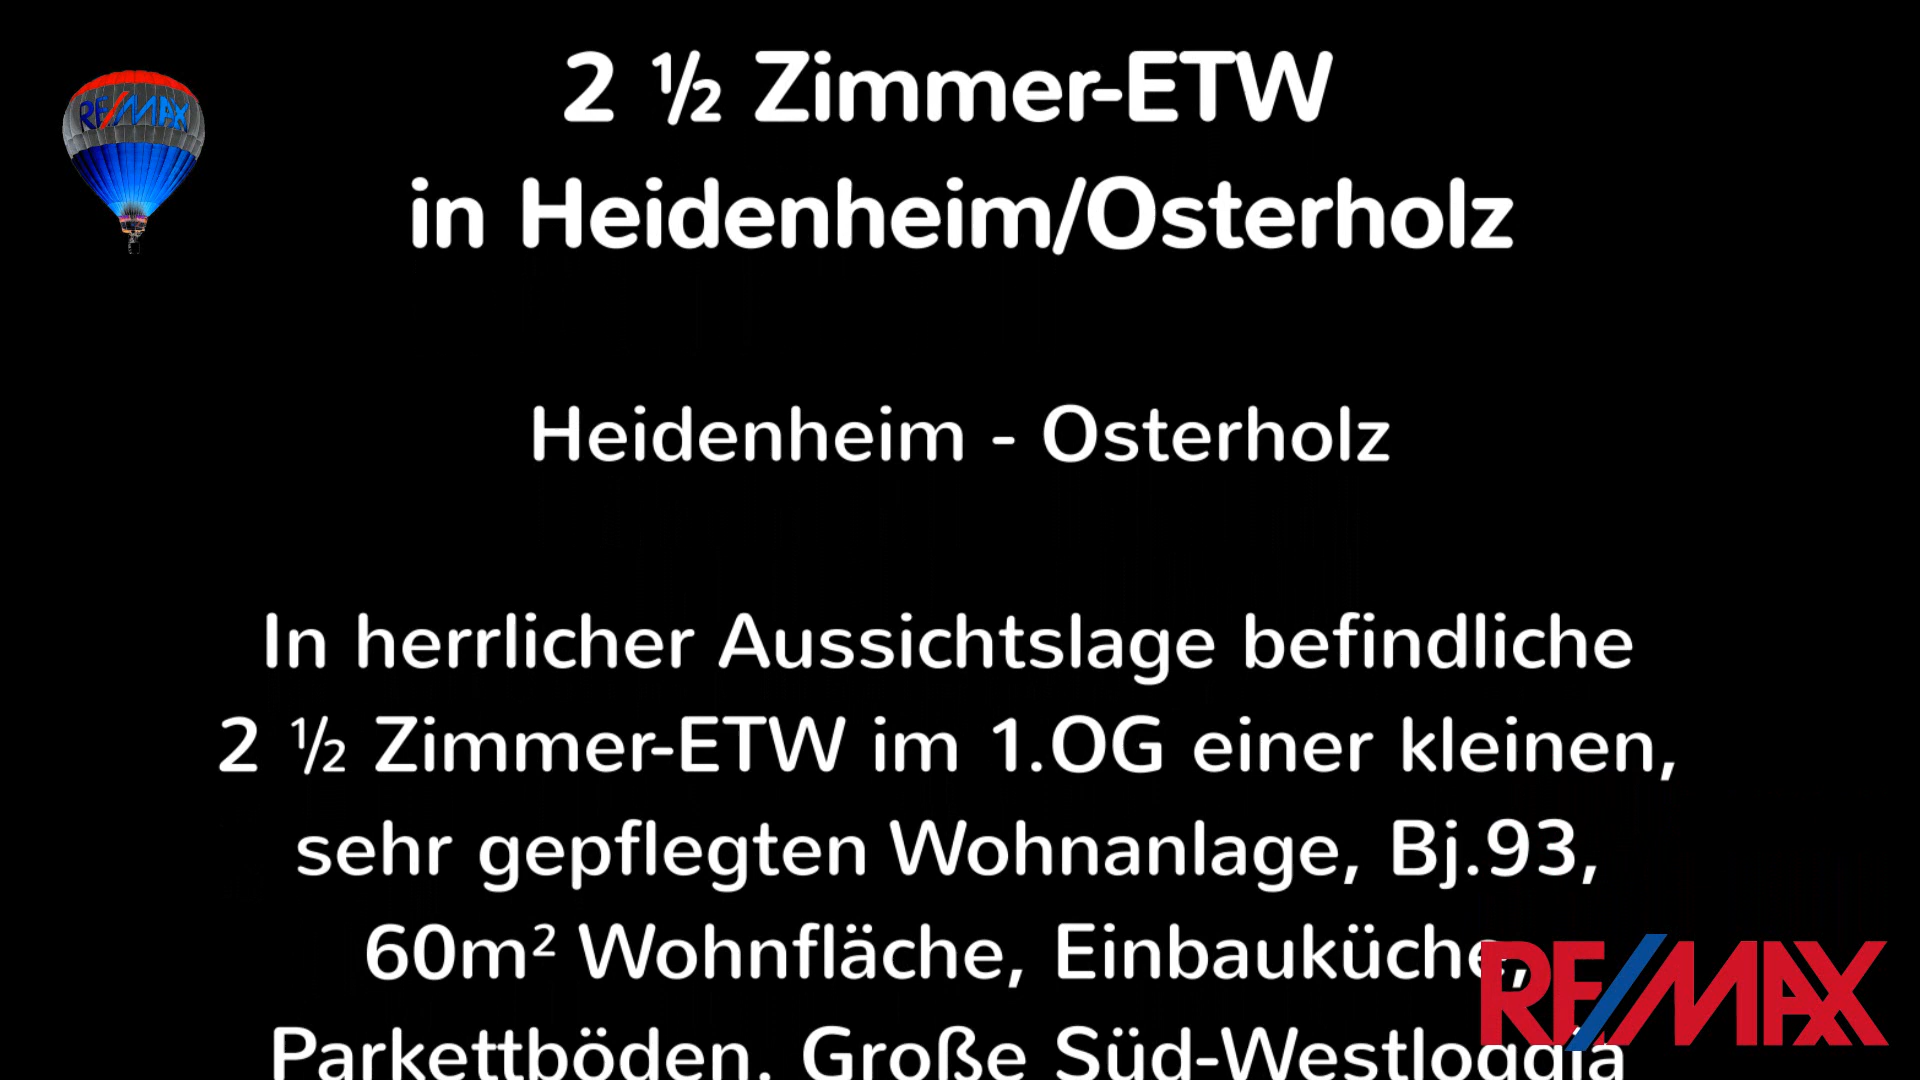 RE/MAX
2 ½ Zimmer-ETW
in Heidenheim/Osterholz
Heidenheim - Osterholz
In herrlicher Aussichtslage befindliche
2 ½ Zimmer-ETW im 1.OG einer kleinen,
sehr gepflegten Wohnanlage, Bj.93,
60m² Wohnfläche, Einbauküche,
Parkettböden. Große Süd-Westloggia
RE/MAX